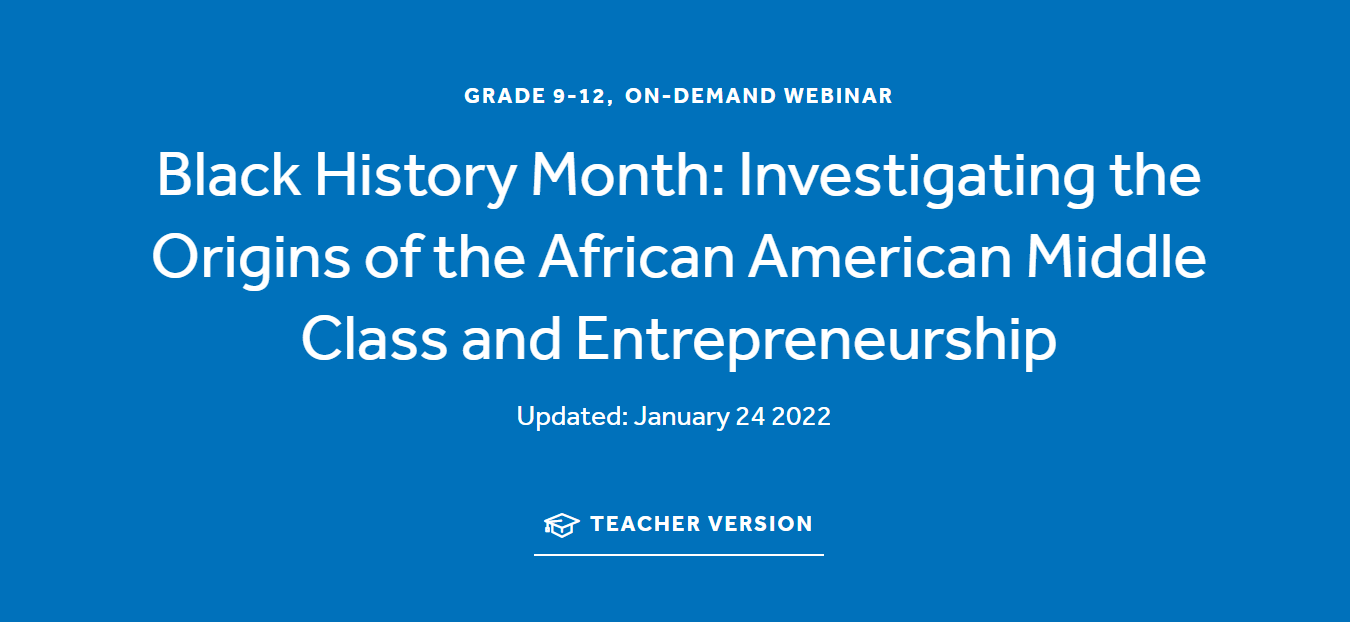 GRADE 9-12, ON-DEMAND WEBINAR
Black History Month: Investigating the
Origins of the African American Middle
Class and Entrepreneurship
Updated: January 24 2022
TEACHER VERSION